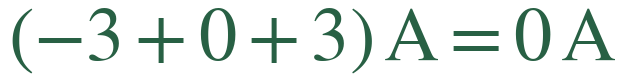 (−3 + 0 + 3) A = 0 A